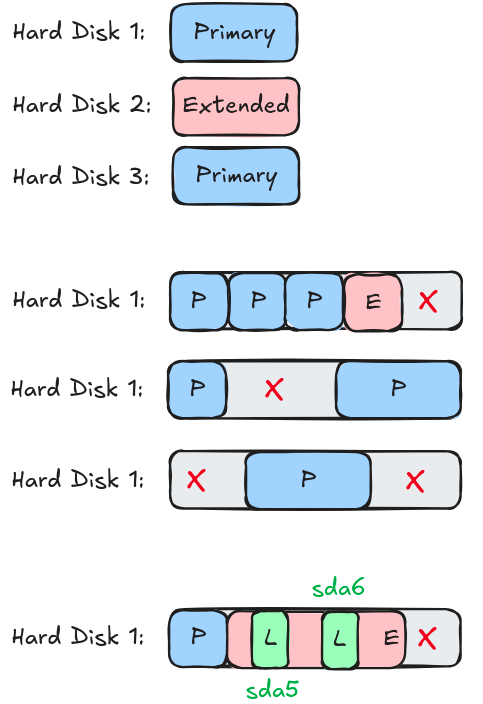 Hard Disk 1: Primary
Hard Disk 2: Extended
Hard Disk 3: Primary
Hard Disk 1: P P P E X
Hard Disk 1: P X P
Hard Disk 1: X P X
sda6
Hard Disk 1: P L L E X
sda5